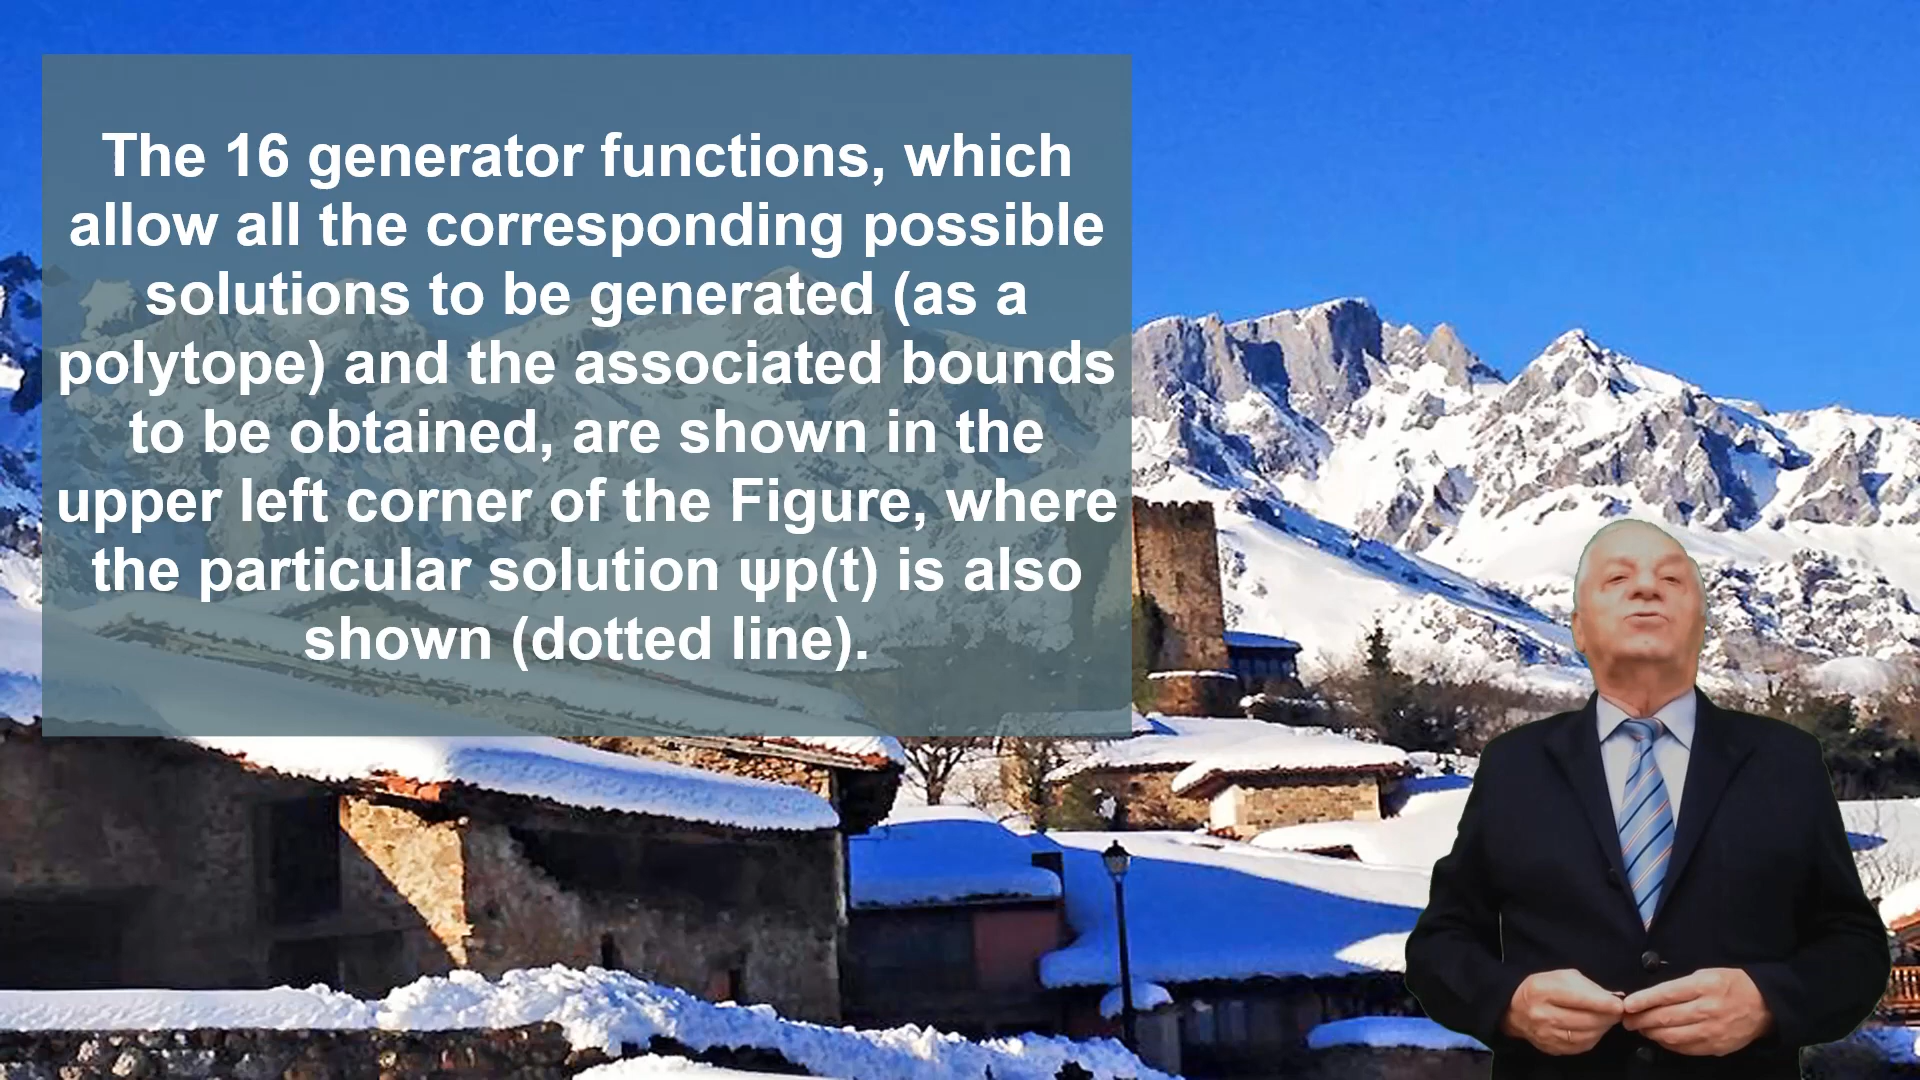 The 16 generator functions, which
allow all the corresponding possible
solutions to be generated (as a
polytope) and the associated bounds
to be obtained, are shown in the
upper left corner of the Figure, where
the particular solution ψp(t) is also
shown (dotted line).